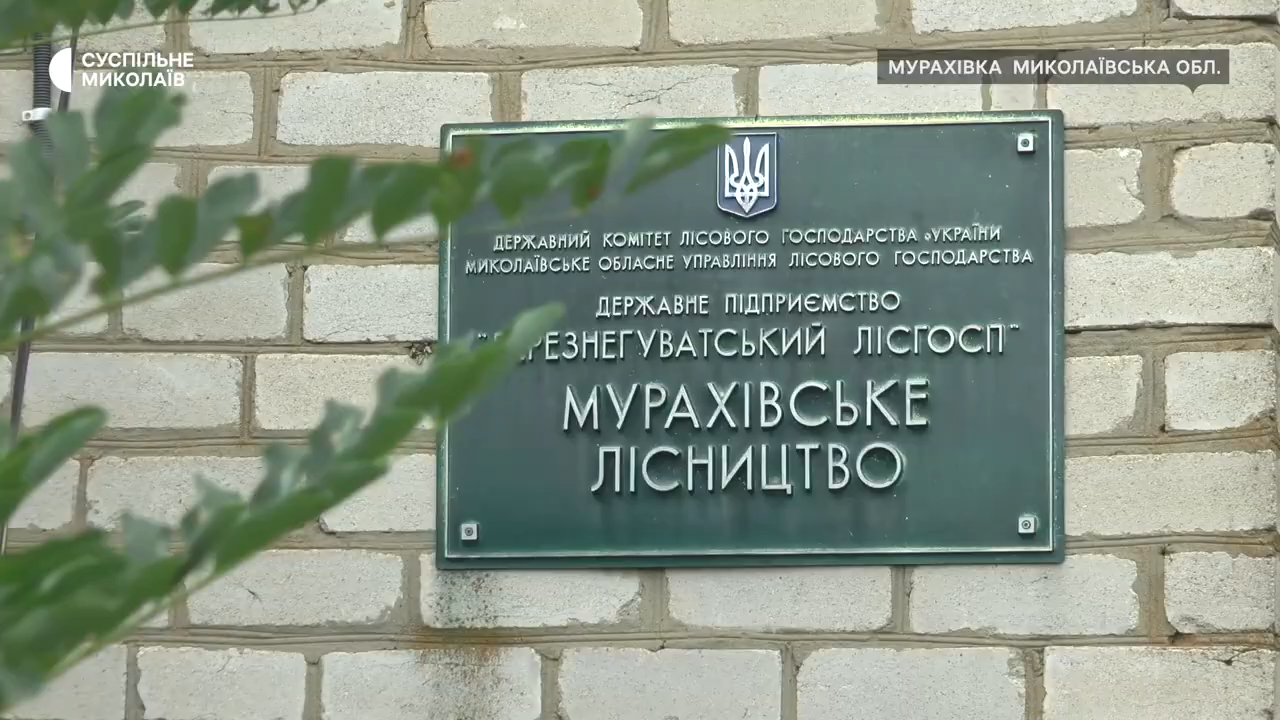 СУСПІЛЬНЕ
МИКОЛАЇВ
МУРАХІВКА МИКОЛАЇВСЬКА ОБЛ.
ДЕРЖАВНИЙ КОМІТЕТ ЛІСОВОГО ГОСПОДАРСТВА УКРАЇНИ
МИКОЛАЇВСЬКЕ ОБЛАСНЕ УПРАВЛІННЯ ЛІСОВОГО ГОСПОДАРСТВА
ДЕРЖАВНЕ ПІДПРИЄМСТВО
ЛІСГОСП"
МУРАХІВСЬКЕ
ЛІСНИЦТВО